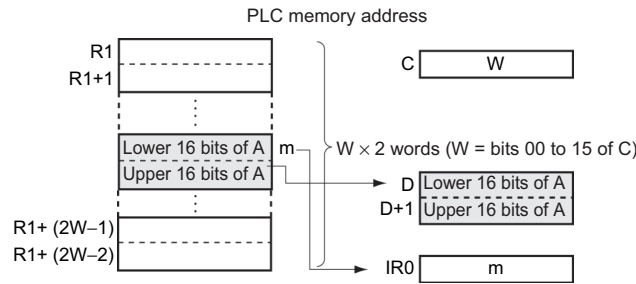 PLC memory address
R1
R1+1
C
W
Lower 16 bits of A
m
Upper 16 bits of A
W × 2 words (W = bits 00 to 15 of C)
D
Lower 16 bits of A
D+1
Upper 16 bits of A
R1+ (2W–1)
R1+ (2W–2)
IR0
m